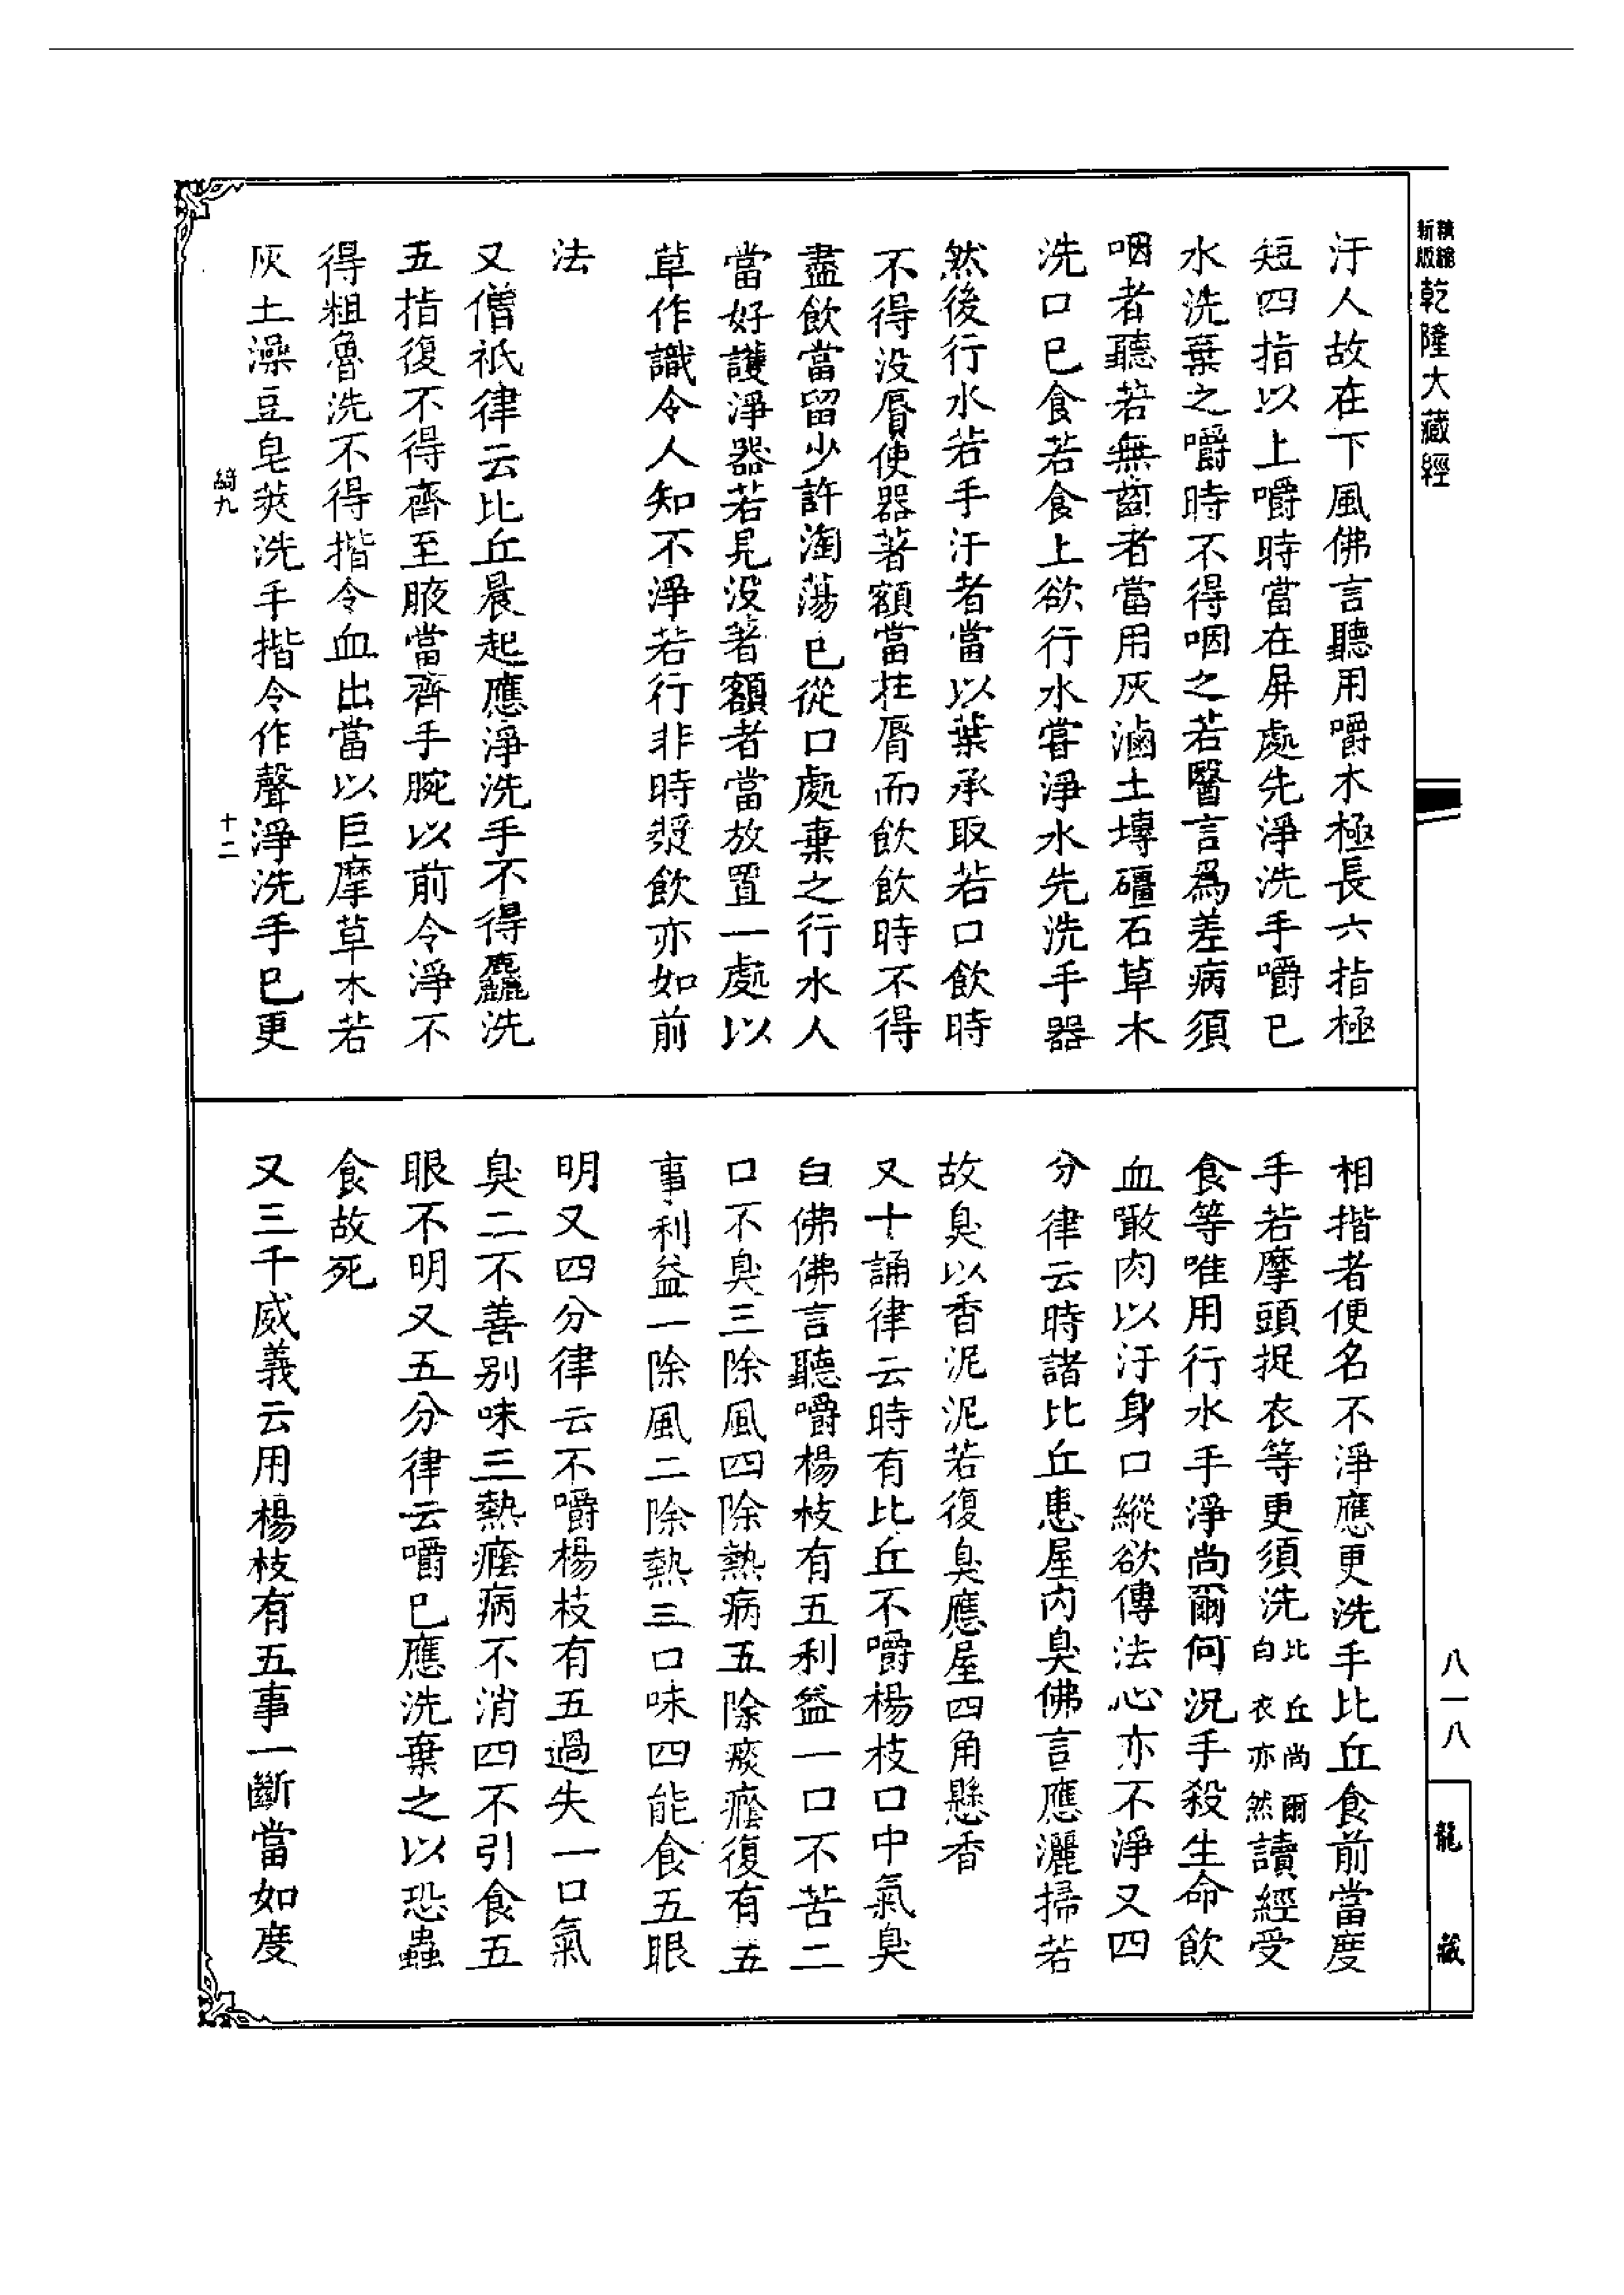 精縮
新版
乾隆大藏經
八一八
龍藏
汙人故在下風佛言聽用嚼木極長六指極
短四指以上嚼時當在屏處先淨洗手嚼已
水洗棄之嚼時不得咽之若醫言爲差病須
咽者聽若無齒者當用灰滷土塼礓石草木
洗口已食若食上欲行水當淨水先洗手器
然後行水若手汙者當以葉承取若口飲時
不得没脣使器著額當拄脣而飲飲時不得
盡飲當留少許淘蕩已從口處棄之行水人
當好護淨器若見没著額者當放置一處以
草作識令人知不淨若行非時漿飲亦如前
法
又僧祇律云比丘晨起應淨洗手不得麤洗
五指復不得齊至腋當齊手腕以前令淨不
得粗魯洗不得揩令血出當以巨摩草木若
灰土澡豆皂莢洗手揩令作聲淨洗手已更
綺九 十二
相揩者便名不淨應更洗手比丘食前當度
手若摩頭捉衣等更須洗比丘尚爾白衣亦然讀經受
食等唯用行水手淨尚爾何況手殺生命飲
血噉肉以汙身口縱欲傳法心亦不淨又四
分律云時諸比丘患屋內臭佛言應灑掃若
故臭以香泥泥若復臭應屋四角懸香
又十誦律云時有比丘不嚼楊枝口中氣臭
白佛佛言聽嚼楊枝有五利益一口不苦二
口不臭三除風四除熱病五除痰癊復有五
事利益一除風二除熱三口味四能食五眼
明又四分律云不嚼楊枝有五過失一口氣
臭二不善别味三熱癊病不消四不引食五
眼不明又五分律云嚼已應洗棄之以恐蟲
食故死
又三千威義云用楊枝有五事一斷當如度